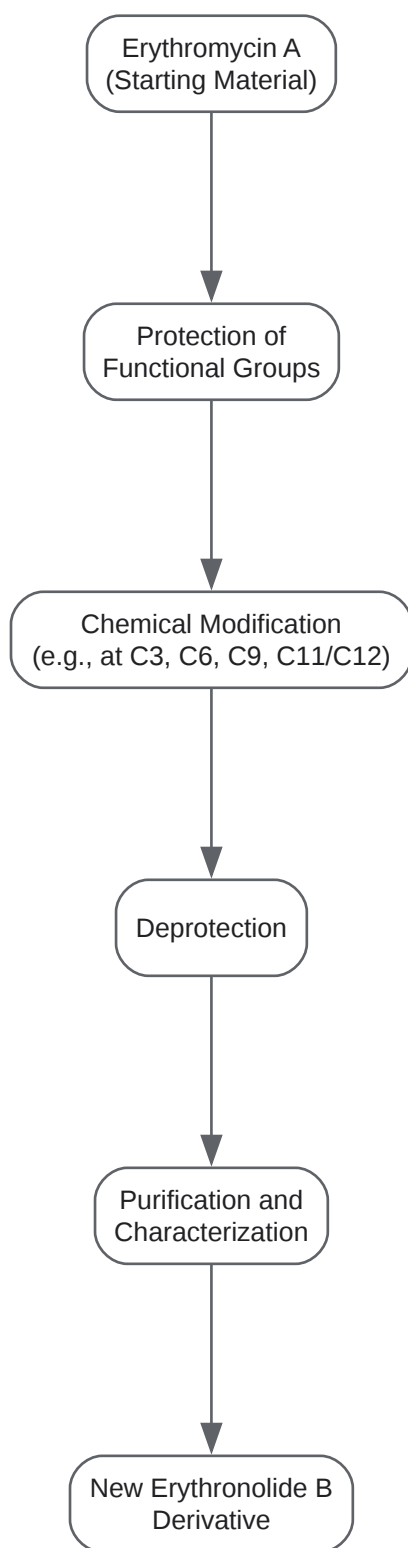 Erythromycin A
(Starting Material)
Protection of
Functional Groups
Chemical Modification
(e.g., at C3, C6, C9, C11/C12)
Deprotection
Purification and
Characterization
New Erythronolide B
Derivative